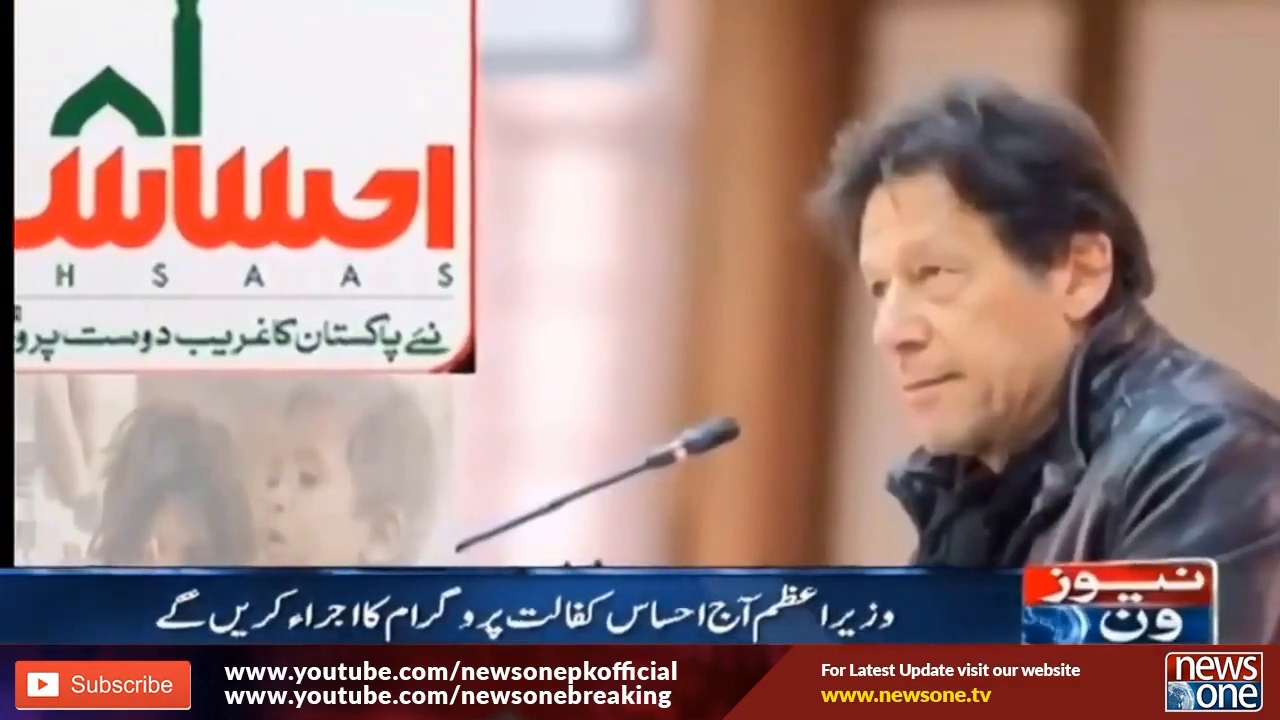 احساس
H S A A S
نئے پاکستان کا غریب دوست پرو
وزیراعظم آج احساس کفالت پروگرام کا اجراء کریں گے
نیوز
ون
Subscribe
www.youtube.com/newsonepkofficial
www.youtube.com/newsonebreaking
For Latest Update visit our website
www.newsone.tv
news
one